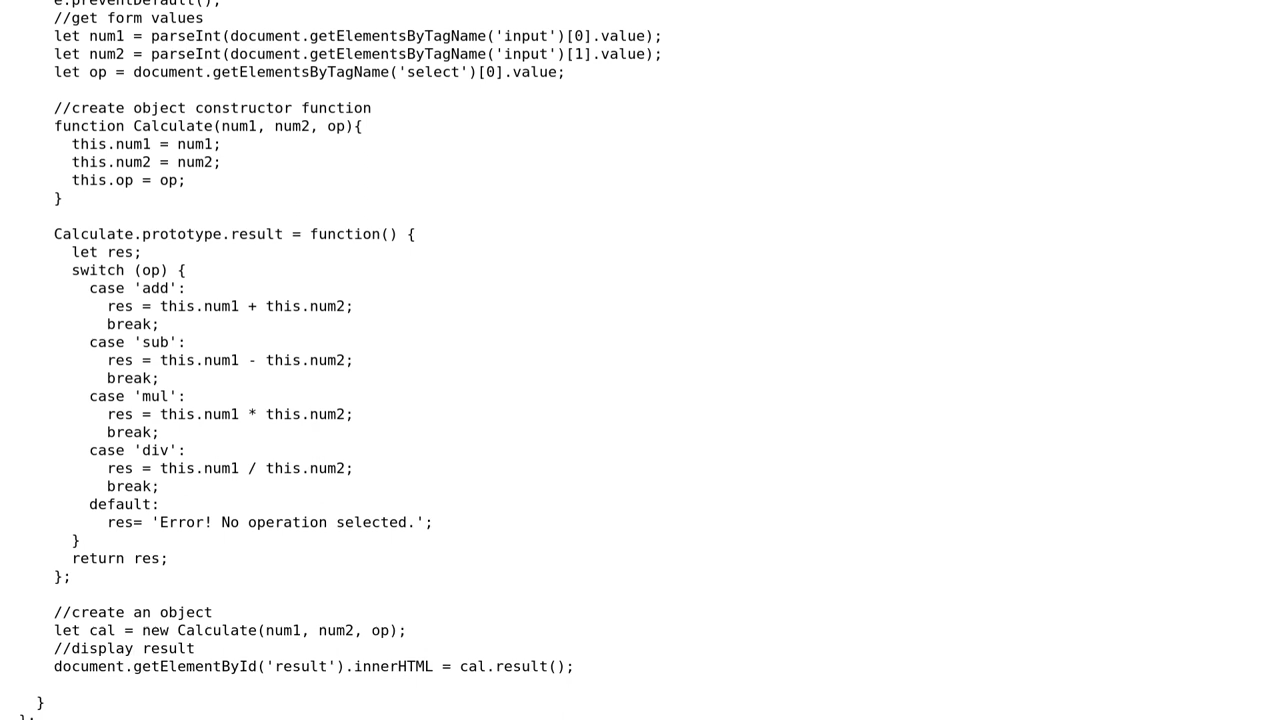 e.preventDefault();
//get form values
let num1 = parseInt(document.getElementsByTagName('input')[0].value);
let num2 = parseInt(document.getElementsByTagName('input')[1].value);
let op = document.getElementsByTagName('select')[0].value;

//create object constructor function
function Calculate(num1, num2, op){
this.num1 = num1;
this.num2 = num2;
this.op = op;
}

Calculate.prototype.result = function() {
let res;
switch (op) {
case 'add':
res = this.num1 + this.num2;
break;
case 'sub':
res = this.num1 - this.num2;
break;
case 'mul':
res = this.num1 * this.num2;
break;
case 'div':
res = this.num1 / this.num2;
break;
default:
res= 'Error! No operation selected.';
}
return res;
};

//create an object
let cal = new Calculate(num1, num2, op);
//display result
document.getElementById('result').innerHTML = cal.result();

}
};